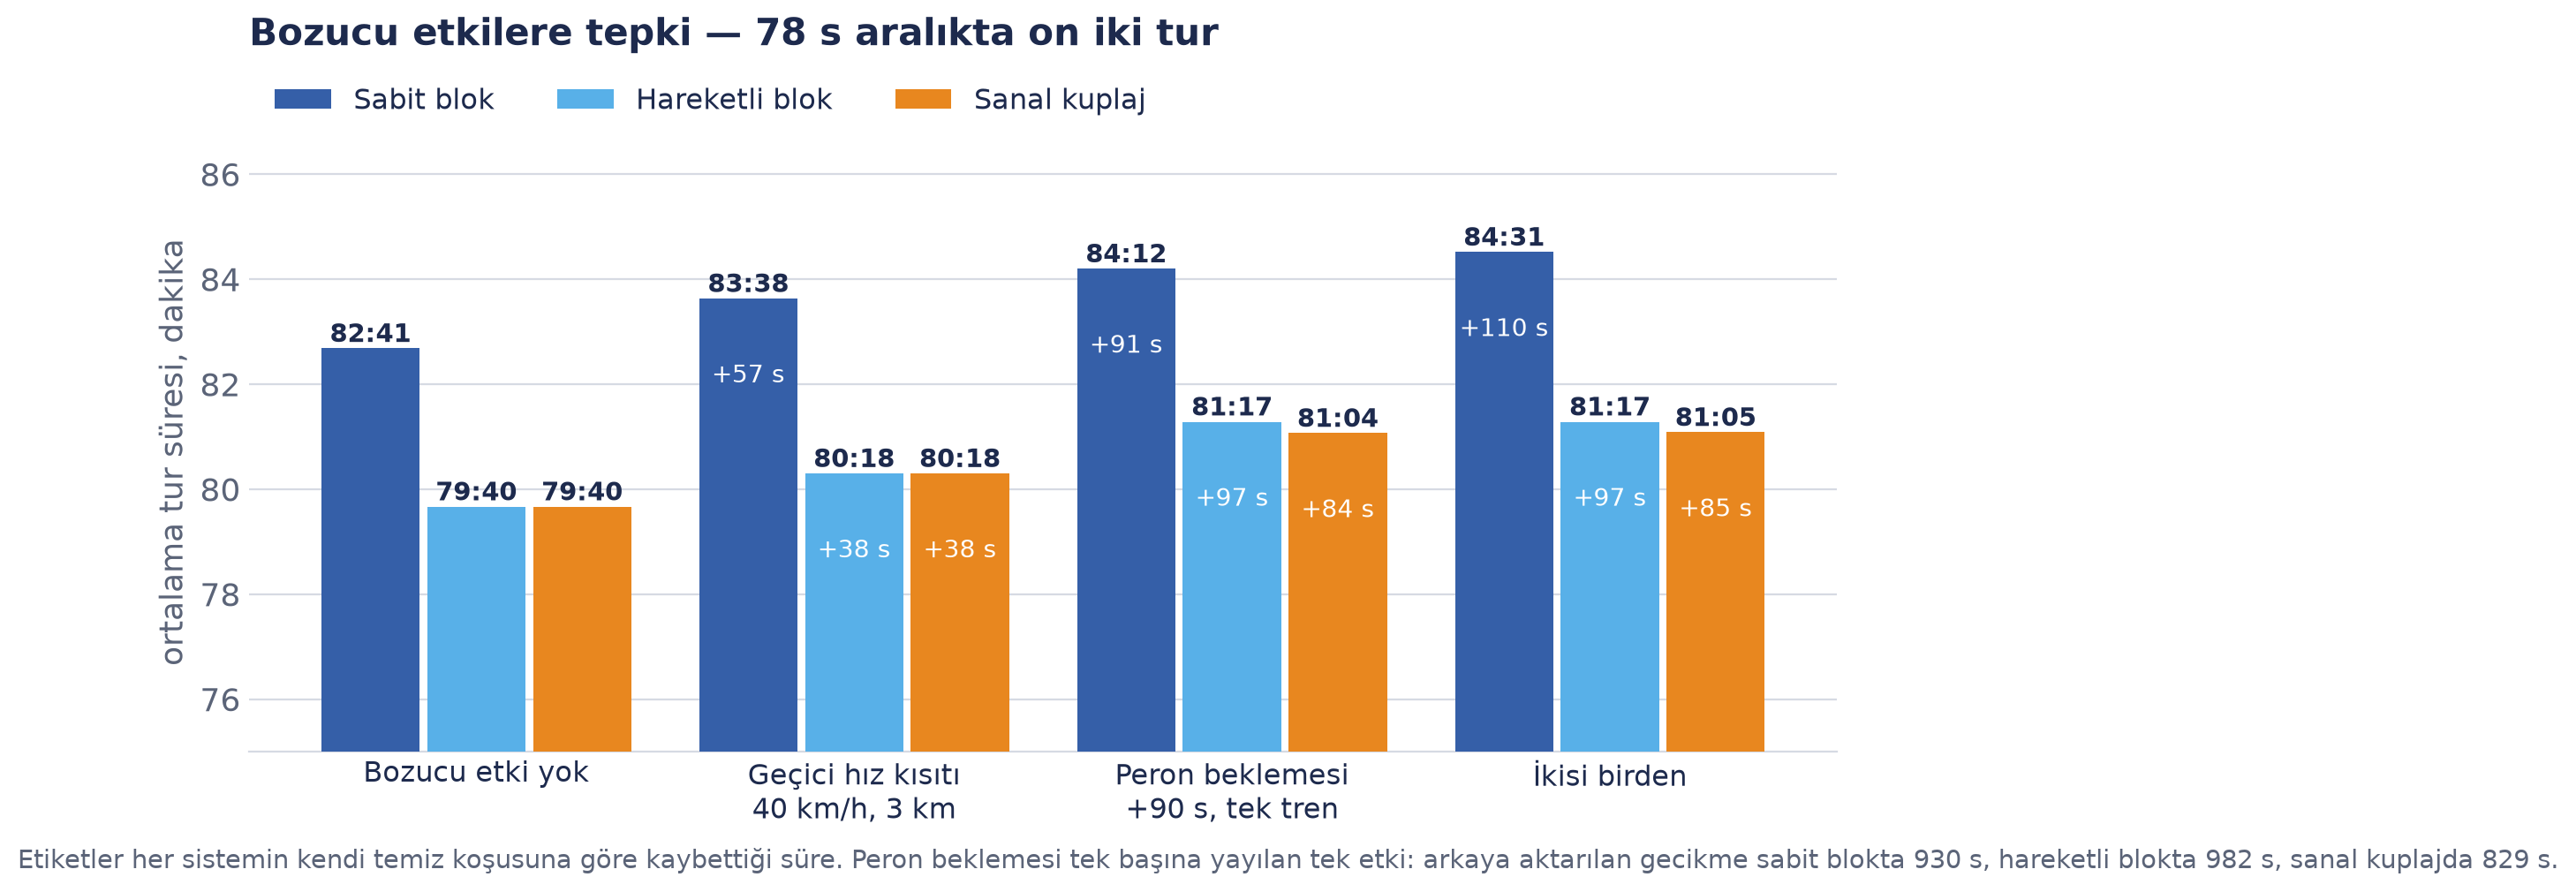 Bozucu etkilere tepki — 78 s aralıkta on iki tur
Sabit blok
Hareketli blok
Sanal kuplaj
ortalama tur süresi, dakika
86
84
82
80
78
76
82:41
79:40
79:40
83:38
+57 s
80:18
+38 s
80:18
+38 s
84:12
+91 s
81:17
+97 s
81:04
+84 s
84:31
+110 s
81:17
+97 s
81:05
+85 s
Bozucu etki yok
Geçici hız kısıtı
40 km/h, 3 km
Peron beklemesi
+90 s, tek tren
İkisi birden
Etiketler her sistemin kendi temiz koşusuna göre kaybettiği süre. Peron beklemesi tek başına yayılan tek etki: arkaya aktarılan gecikme sabit blokta 930 s, hareketli blokta 982 s, sanal kuplajda 829 s.